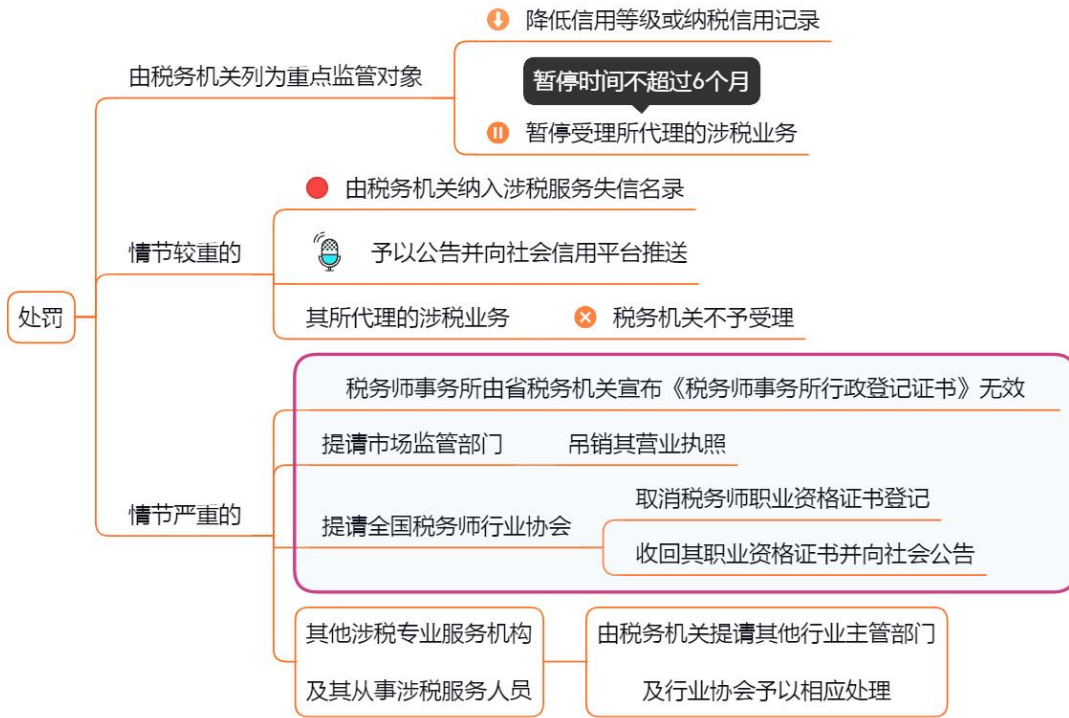 处罚
由税务机关列为重点监管对象
降低信用等级或纳税信用记录
暂停时间不超过6个月
暂停受理所代理的涉税业务
情节较重的
由税务机关纳入涉税服务失信名录
予以公告并向社会信用平台推送
其所代理的涉税业务
税务机关不予受理
情节严重的
税务师事务所由省税务机关宣布《税务师事务所行政登记证书》无效
提请市场监管部门
吊销其营业执照
提请全国税务师行业协会
取消税务师职业资格证书登记
收回其职业资格证书并向社会公告
其他涉税专业服务机构
及其从事涉税服务人员
由税务机关提请其他行业主管部门
及行业协会予以相应处理